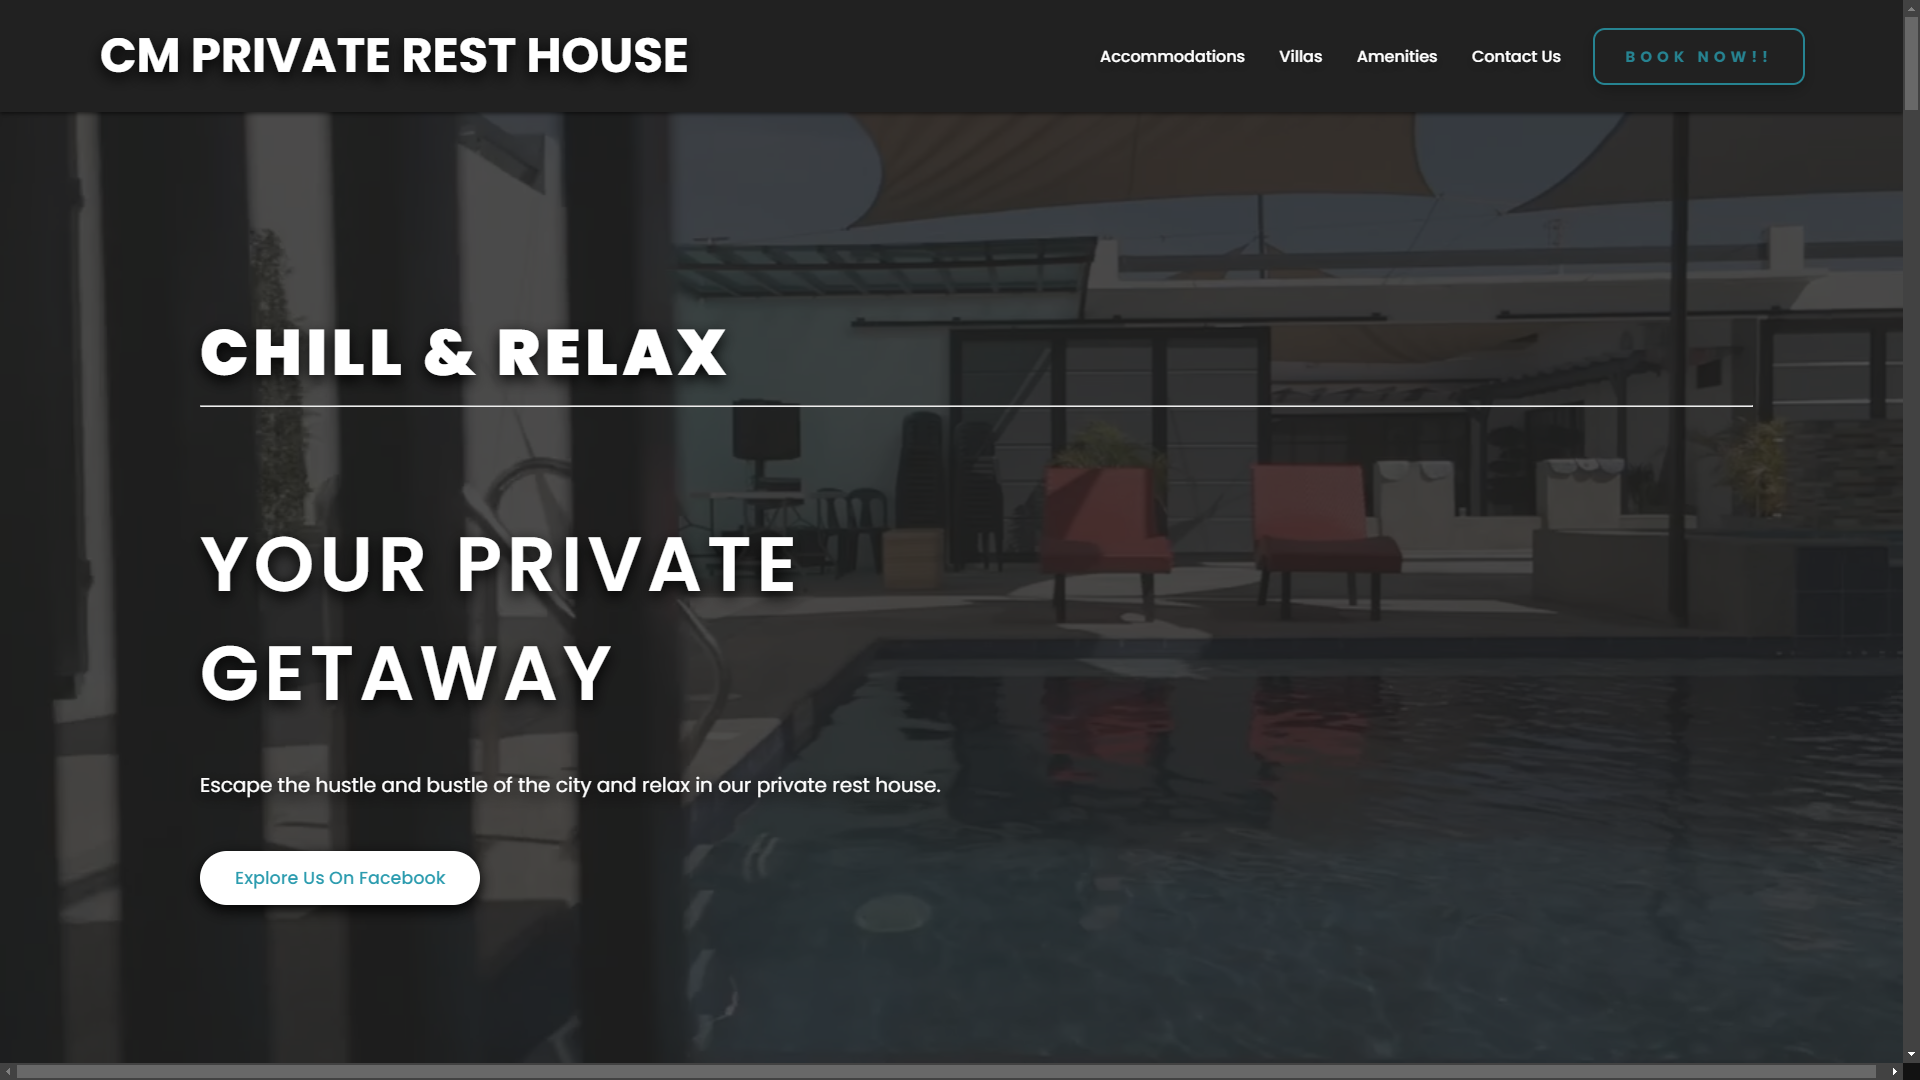 CM PRIVATE REST HOUSE
Accommodations
Villas
Amenities
Contact Us
BOOK NOW!!
CHILL & RELAX
YOUR PRIVATE
GETAWAY
Escape the hustle and bustle of the city and relax in our private rest house.
Explore Us On Facebook